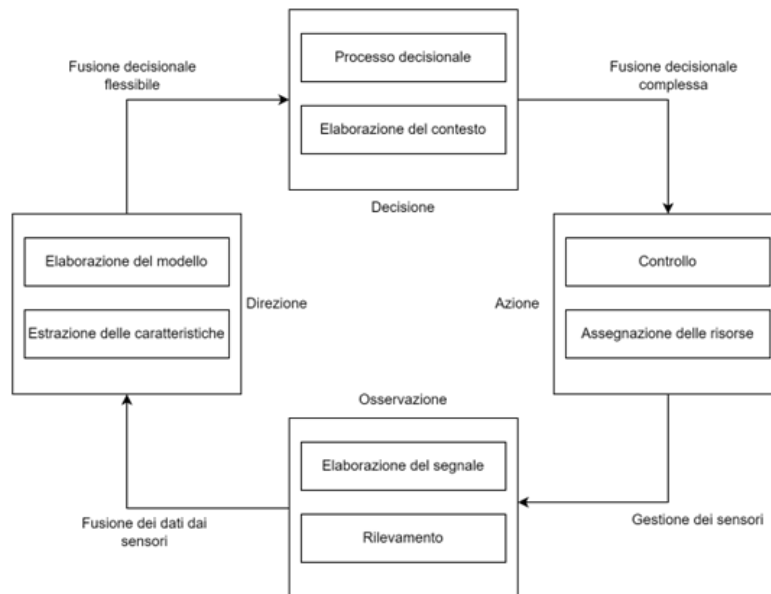 Processo decisionale
Fusione decisionale
flessibile
Fusione decisionale
complessa
Elaborazione del contesto
Decisione
Elaborazione del modello
Controllo
Direzione
Azione
Estrazione delle caratteristiche
Assegnazione delle risorse
Osservazione
Elaborazione del segnale
Fusione dei dati dai
sensori
Gestione dei sensori
Rilevamento